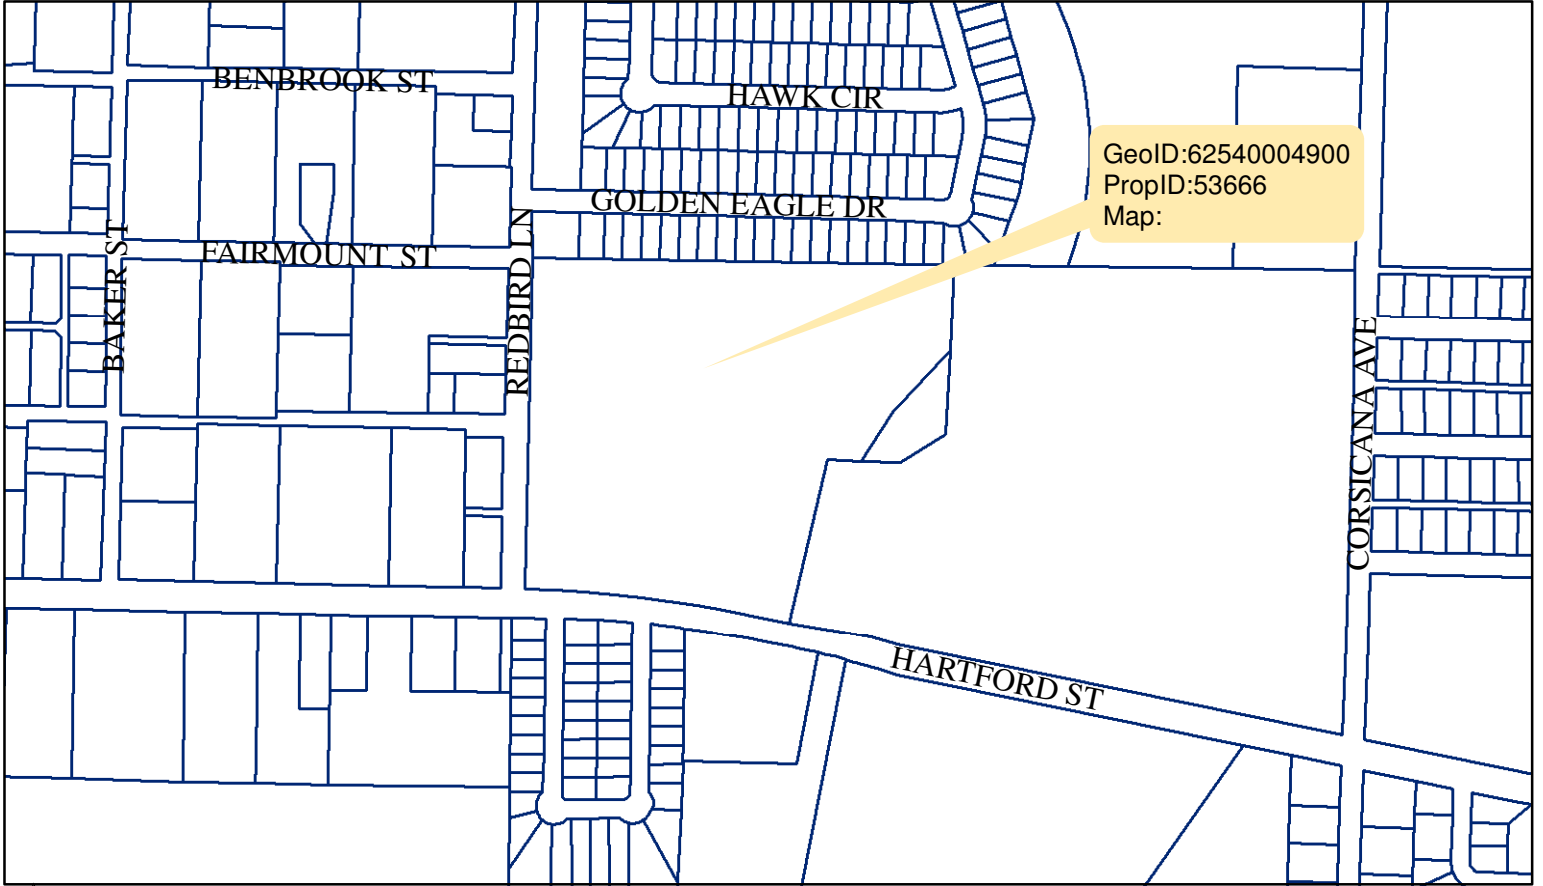 BENBROOK ST
HAWK CIR
GeoID:62540004900
PropID:53666
Map:
GOLDEN EAGLE DR
FAIRMOUNT ST
BAKER ST
REDBIRD LN
CORSICANA AVE
HARTFORD ST